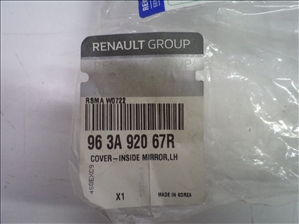 RENAULT GROUP
RSMA W0722
96 3A 920 67R
COVER-INSIDE MIRROR,LH
X1
MADE IN KOREA